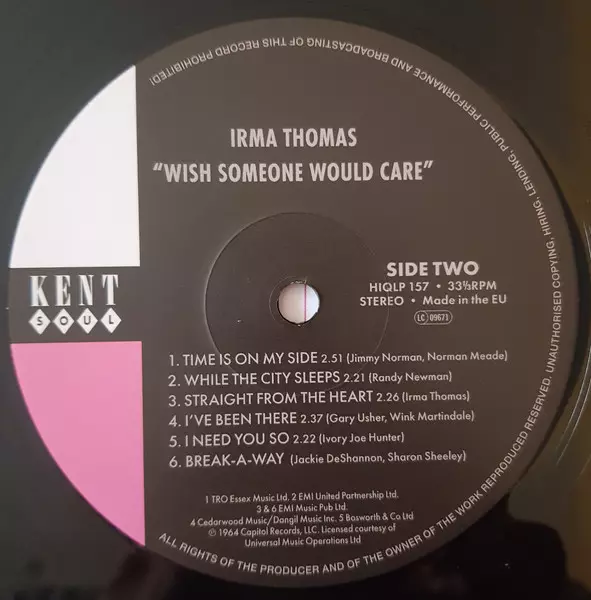 IRMA THOMAS
"WISH SOMEONE WOULD CARE"
KENT
SOUL
SIDE TWO
HIQLP 157 • 33⅓RPM
STEREO • Made in the EU
LC 09671
1. TIME IS ON MY SIDE 2.51 (Jimmy Norman, Norman Meade)
2. WHILE THE CITY SLEEPS 2.21 (Randy Newman)
3. STRAIGHT FROM THE HEART 2.26 (Irma Thomas)
4. I'VE BEEN THERE 2.37 (Gary Usher, Wink Martindale)
5. I NEED YOU SO 2.22 (Ivory Joe Hunter)
6. BREAK-A-WAY (Jackie DeShannon, Sharon Sheeley)
1 TRO Essex Music Ltd. 2 EMI United Partnership Ltd.
3 & 6 EMI Music Pub Ltd.
4 Cedarwood Music/Dangil Music Inc. 5 Bosworth & Co Ltd
℗ 1964 Capitol Records, LLC. Licensed courtesy of
Universal Music Operations Ltd
ALL RIGHTS OF THE PRODUCER AND OF THE OWNER OF THE WORK REPRODUCED RESERVED. UNAUTHORISED COPYING, HIRING, LENDING, PUBLIC PERFORMANCE AND BROADCASTING OF THIS RECORD PROHIBITED!